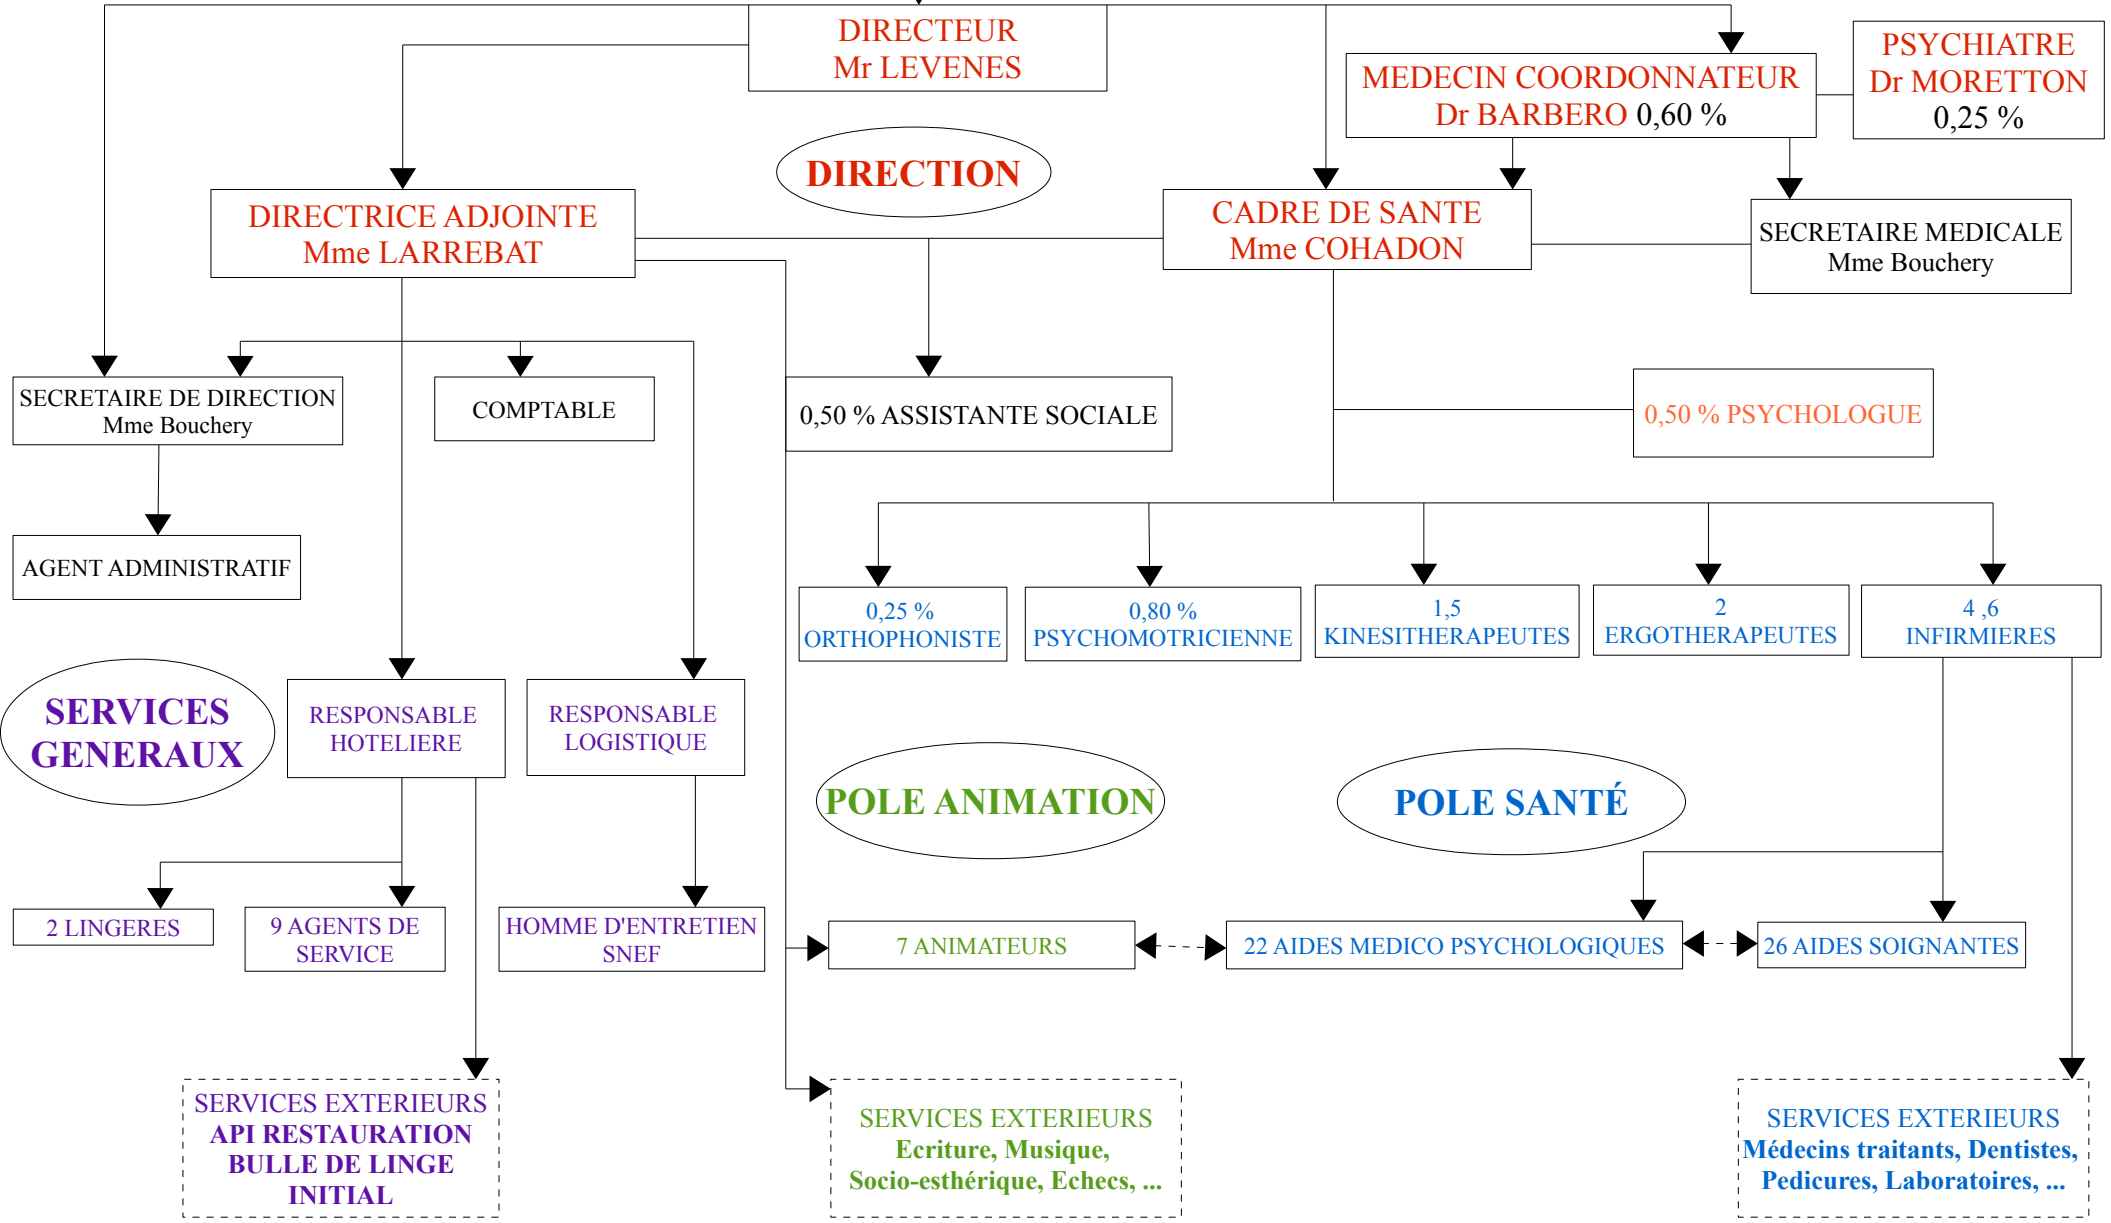 DIRECTEUR
Mr LEVENES
MEDECIN COORDONNATEUR
Dr BARBERO 0,60 %
PSYCHIATRE
Dr MORETTON
0,25 %
DIRECTION
DIRECTRICE ADJOINTE
Mme LARREBAT
CADRE DE SANTE
Mme COHADON
SECRETAIRE MEDICALE
Mme Bouchery
SECRETAIRE DE DIRECTION
Mme Bouchery
COMPTABLE
0,50 % ASSISTANTE SOCIALE
0,50 % PSYCHOLOGUE
AGENT ADMINISTRATIF
0,25 %
ORTHOPHONISTE
0,80 %
PSYCHOMOTRICIENNE
1,5
KINESITHERAPEUTES
2
ERGOTHERAPEUTES
4 ,6
INFIRMIERES
SERVICES
GENERAUX
RESPONSABLE
HOTELIERE
RESPONSABLE
LOGISTIQUE
POLE ANIMATION
POLE SANTÉ
2 LINGERES
9 AGENTS DE
SERVICE
HOMME D'ENTRETIEN
SNEF
7 ANIMATEURS
22 AIDES MEDICO PSYCHOLOGIQUES
26 AIDES SOIGNANTES
SERVICES EXTERIEURS
API RESTAURATION
BULLE DE LINGE
INITIAL
SERVICES EXTERIEURS
Ecriture, Musique,
Socio-esthérique, Echecs, ...
SERVICES EXTERIEURS
Médecins traitants, Dentistes,
Pedicures, Laboratoires, ...